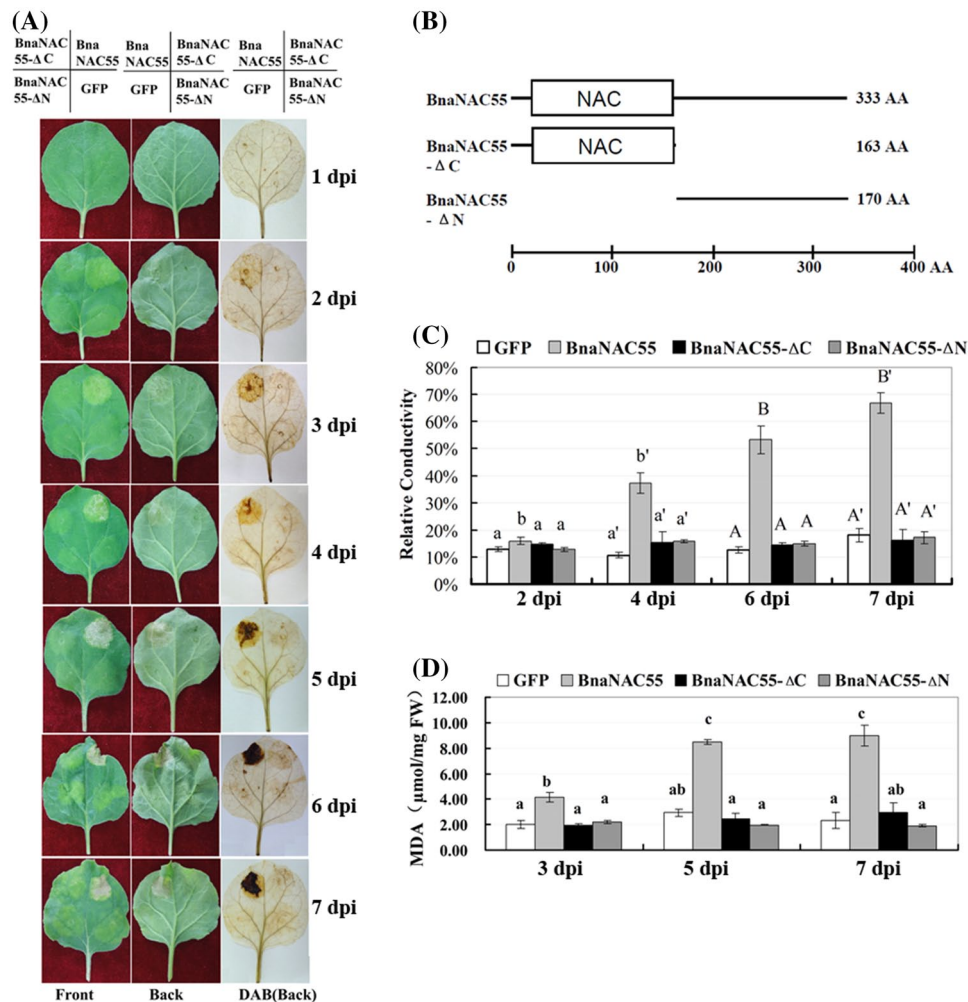 (A)
BnaNAC Bna Bna BnaNAC Bna BnaNAC
55-ΔC NAC55 NAC55 55-ΔC NAC55 55-ΔC
BnaNAC GFP GFP BnaNAC GFP BnaNAC
55-ΔN 55-ΔN 55-ΔN
1 dpi
2 dpi
3 dpi
4 dpi
5 dpi
6 dpi
7 dpi
Front Back DAB(Back)
(B)
BnaNAC55 NAC 333 AA
BnaNAC55 NAC 163 AA
-ΔC
BnaNAC55 170 AA
-ΔN
0 100 200 300 400 AA
(C)
GFP BnaNAC55 BnaNAC55-ΔC BnaNAC55-ΔN
Relative Conductivity
80%
70%
60%
50%
40%
30%
20%
10%
0%
a b a a
a' b' a' a'
A B A A
A' B' A' A'
2 dpi 4 dpi 6 dpi 7 dpi
(D)
GFP BnaNAC55 BnaNAC55-ΔC BnaNAC55-ΔN
MDA (μmol/mg FW)
12.00
10.00
8.00
6.00
4.00
2.00
0.00
a b a a
ab c a a
a c ab a
3 dpi 5 dpi 7 dpi